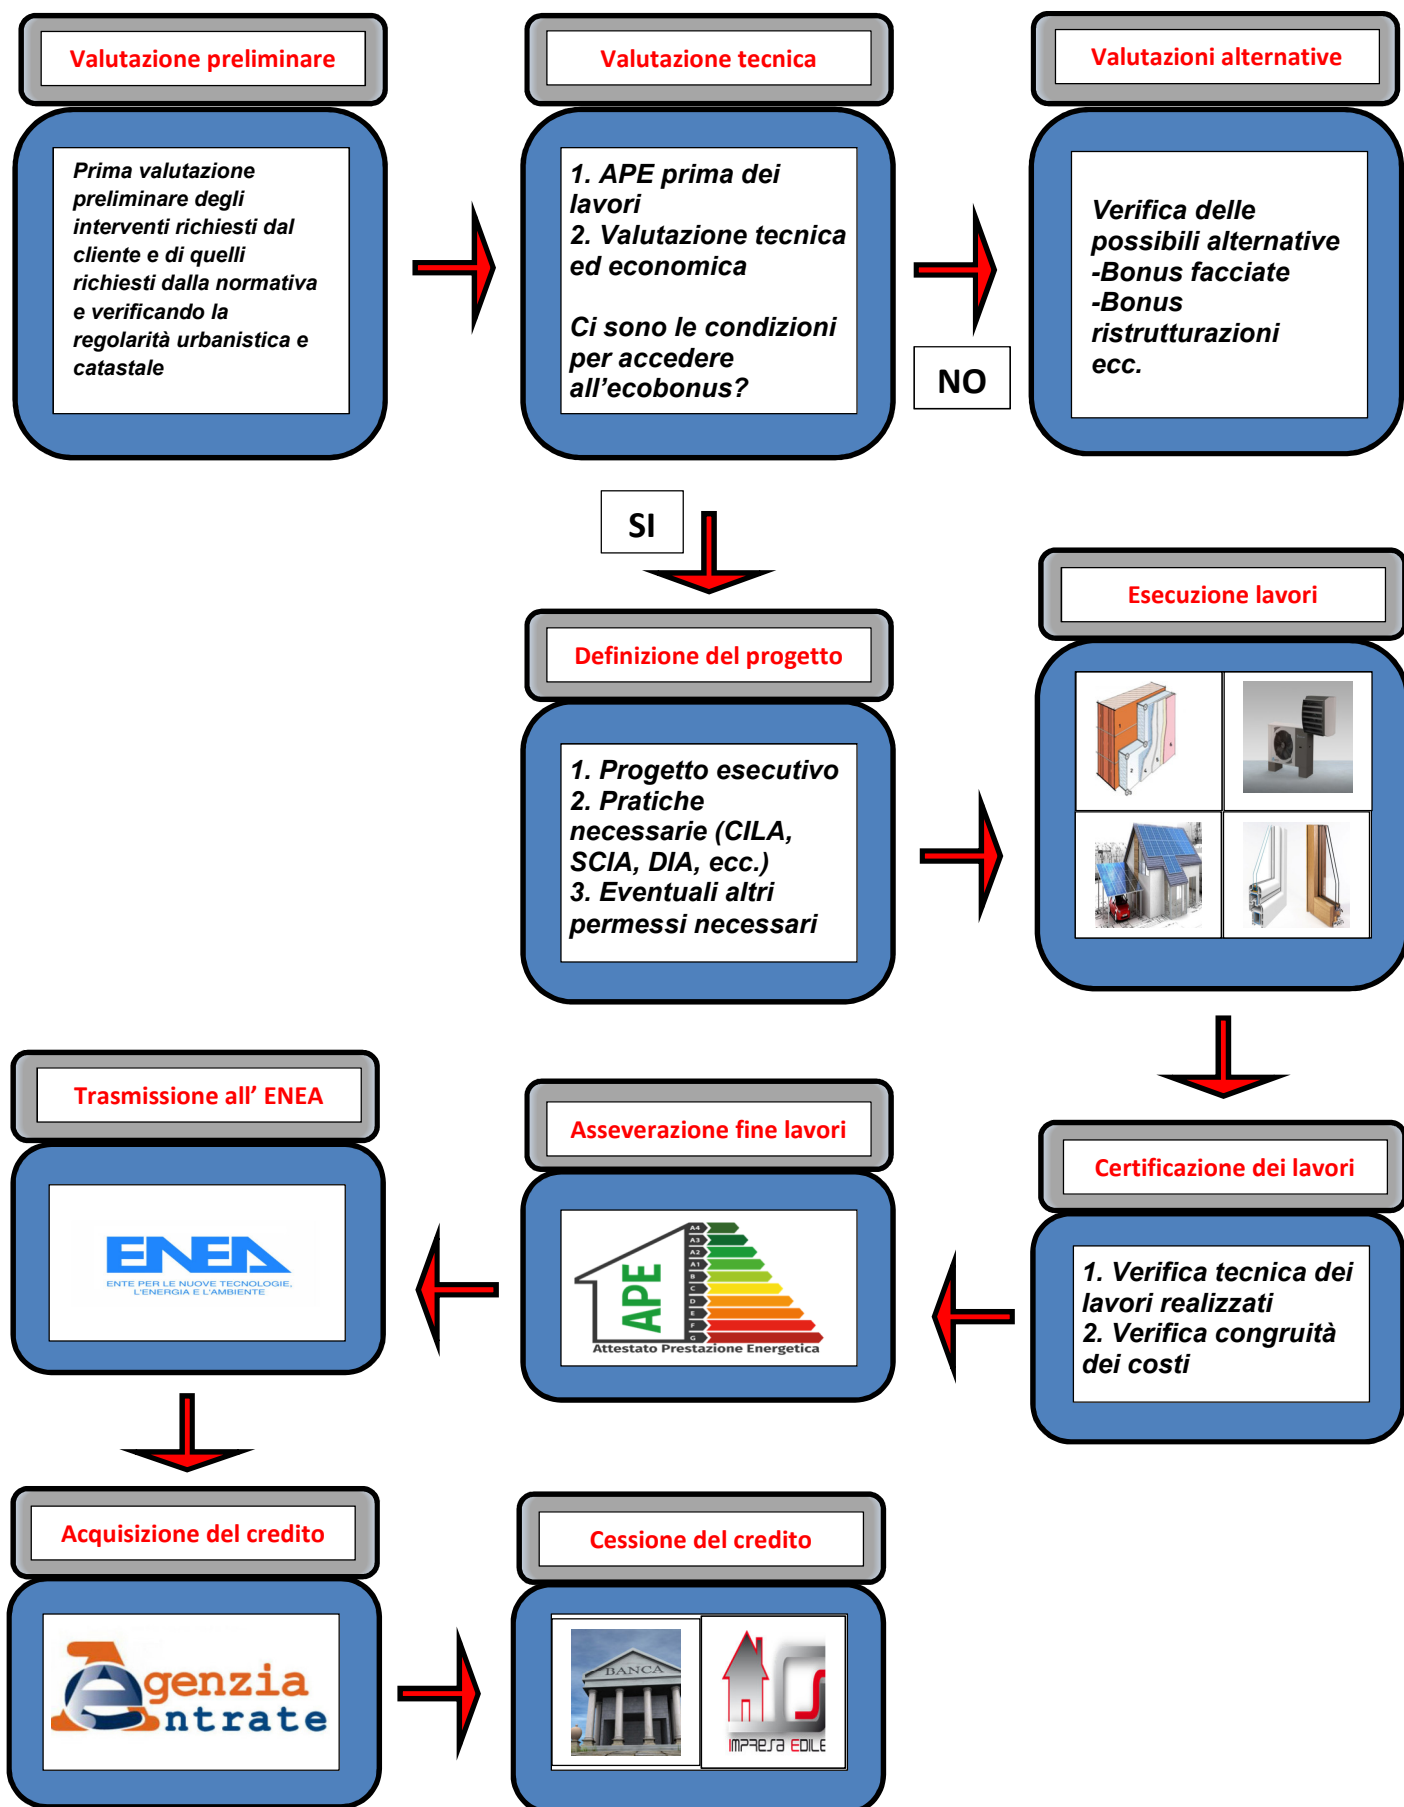 Valutazione preliminare
Prima valutazione
preliminare degli
interventi richiesti dal
cliente e di quelli
richiesti dalla normativa
e verificando la
regolarità urbanistica e
catastale
Valutazione tecnica
1. APE prima dei
lavori
2. Valutazione tecnica
ed economica
Ci sono le condizioni
per accedere
all'ecobonus?
NO
Valutazioni alternative
Verifica delle
possibili alternative
-Bonus facciate
-Bonus
ristrutturazioni
ecc.
SI
Definizione del progetto
1. Progetto esecutivo
2. Pratiche
necessarie (CILA,
SCIA, DIA, ecc.)
3. Eventuali altri
permessi necessari
Esecuzione lavori
Certificazione dei lavori
1. Verifica tecnica dei
lavori realizzati
2. Verifica congruità
dei costi
Asseverazione fine lavori
APE
A4
A3
A2
A1
B
C
D
E
F
G
Attestato Prestazione Energetica
Trasmissione all' ENEA
ENEA
ENTE PER LE NUOVE TECNOLOGIE,
L'ENERGIA E L'AMBIENTE
Acquisizione del credito
Agenzia
Entrate
Cessione del credito
BANCA
IMPRESA EDILE